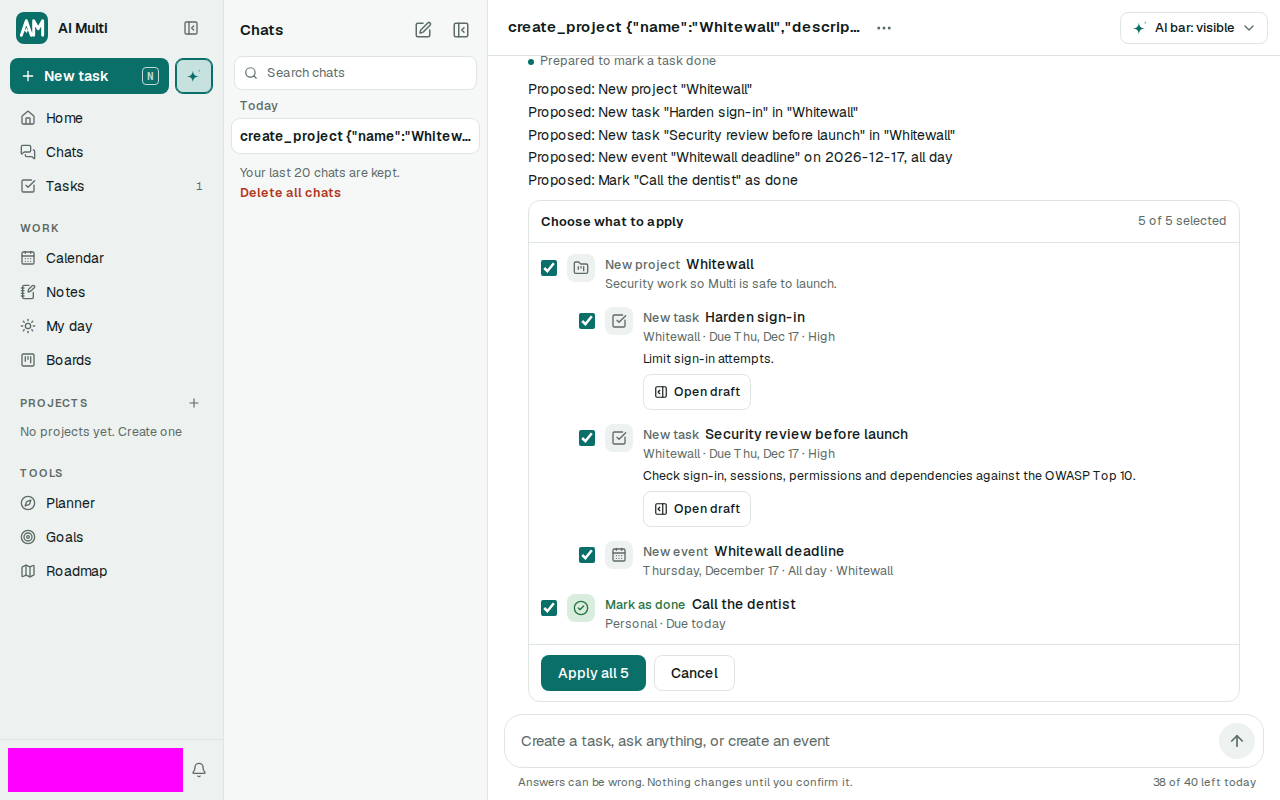 AI Multi
New task N
Home
Chats
Tasks 1
WORK
Calendar
Notes
My day
Boards
PROJECTS
No projects yet. Create one
TOOLS
Planner
Goals
Roadmap
Chats
Search chats
Today
create_project {"name":"Whitew...
Your last 20 chats are kept.
Delete all chats
create_project {"name":"Whitewall","descrip...
AI bar: visible
Prepared to mark a task done
Proposed: New project "Whitewall"
Proposed: New task "Harden sign-in" in "Whitewall"
Proposed: New task "Security review before launch" in "Whitewall"
Proposed: New event "Whitewall deadline" on 2026-12-17, all day
Proposed: Mark "Call the dentist" as done
Choose what to apply 5 of 5 selected
New project Whitewall
Security work so Multi is safe to launch.
New task Harden sign-in
Whitewall · Due Thu, Dec 17 · High
Limit sign-in attempts.
Open draft
New task Security review before launch
Whitewall · Due Thu, Dec 17 · High
Check sign-in, sessions, permissions and dependencies against the OWASP Top 10.
Open draft
New event Whitewall deadline
Thursday, December 17 · All day · Whitewall
Mark as done Call the dentist
Personal · Due today
Apply all 5 Cancel
Create a task, ask anything, or create an event
Answers can be wrong. Nothing changes until you confirm it. 38 of 40 left today